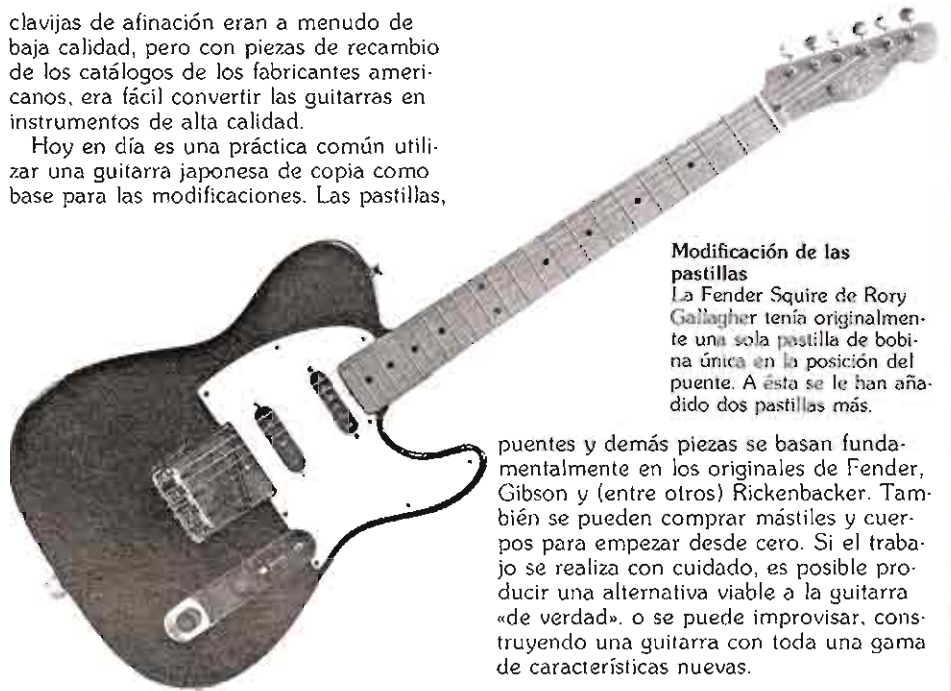 clavijas de afinación eran a menudo de
baja calidad, pero con piezas de recambio
de los catálogos de los fabricantes ameri-
canos, era fácil convertir las guitarras en
instrumentos de alta calidad.
Hoy en día es una práctica común utili-
zar una guitarra japonesa de copia como
base para las modificaciones. Las pastillas,
Modificación de las
pastillas
La Fender Squire de Rory
Gallagher tenía originalmen-
te una sola pastilla de bobi-
na única en la posición del
puente. A ésta se le han aña-
dido dos pastillas más.
puentes y demás piezas se basan funda-
mentalmente en los originales de Fender,
Gibson y (entre otros) Rickenbacker. Tam-
bién se pueden comprar mástiles y cuer-
pos para empezar desde cero. Si el traba-
jo se realiza con cuidado, es posible pro-
ducir una alternativa viable a la guitarra
«de verdad». o se puede improvisar, cons-
truyendo una guitarra con toda una gama
de características nuevas.